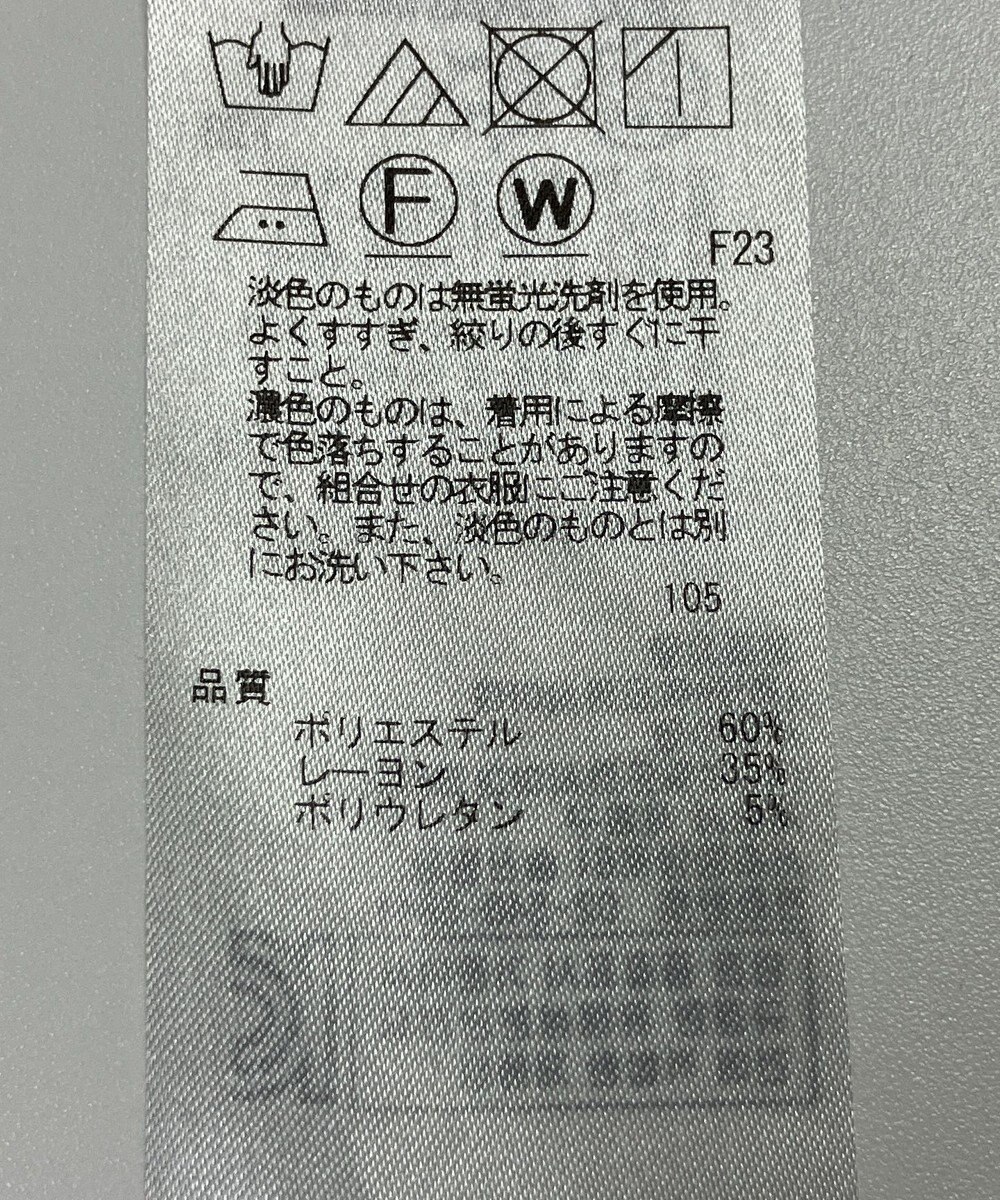 F
W
F23
淡色のものは無蛍光洗剤を使用。
よくすすぎ、絞りの後すぐに干
すこと。
濃色のものは、着用による摩擦
で色落ちすることがありますの
で、組合せの衣服にご注意くだ
さい。また、淡色のものとは別
にお洗い下さい。
105
品質
ポリエステル 60%
レーヨン 35%
ポリウレタン 5%